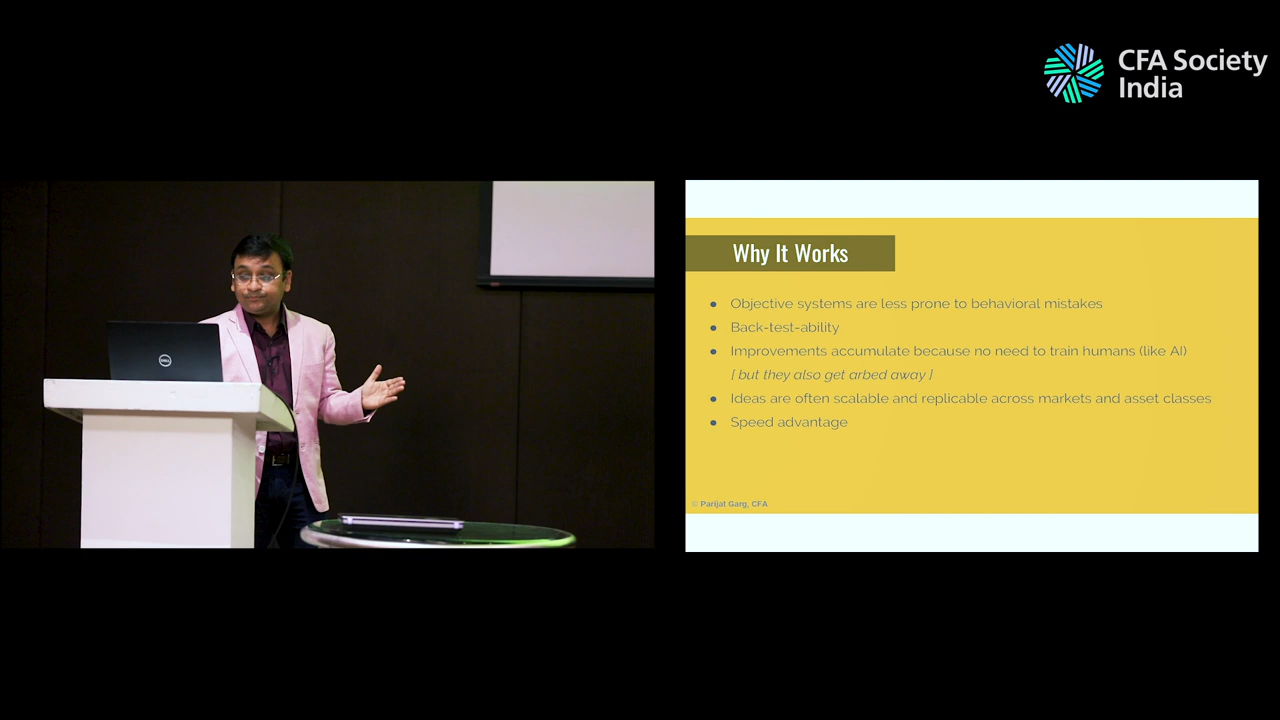 CFA Society
India
Why It Works
● Objective systems are less prone to behavioral mistakes
● Back-test-ability
● Improvements accumulate because no need to train humans (like AI)
[ but they also get arbed away ]
● Ideas are often scalable and replicable across markets and asset classes
● Speed advantage
© Parijat Garg, CFA
DELL